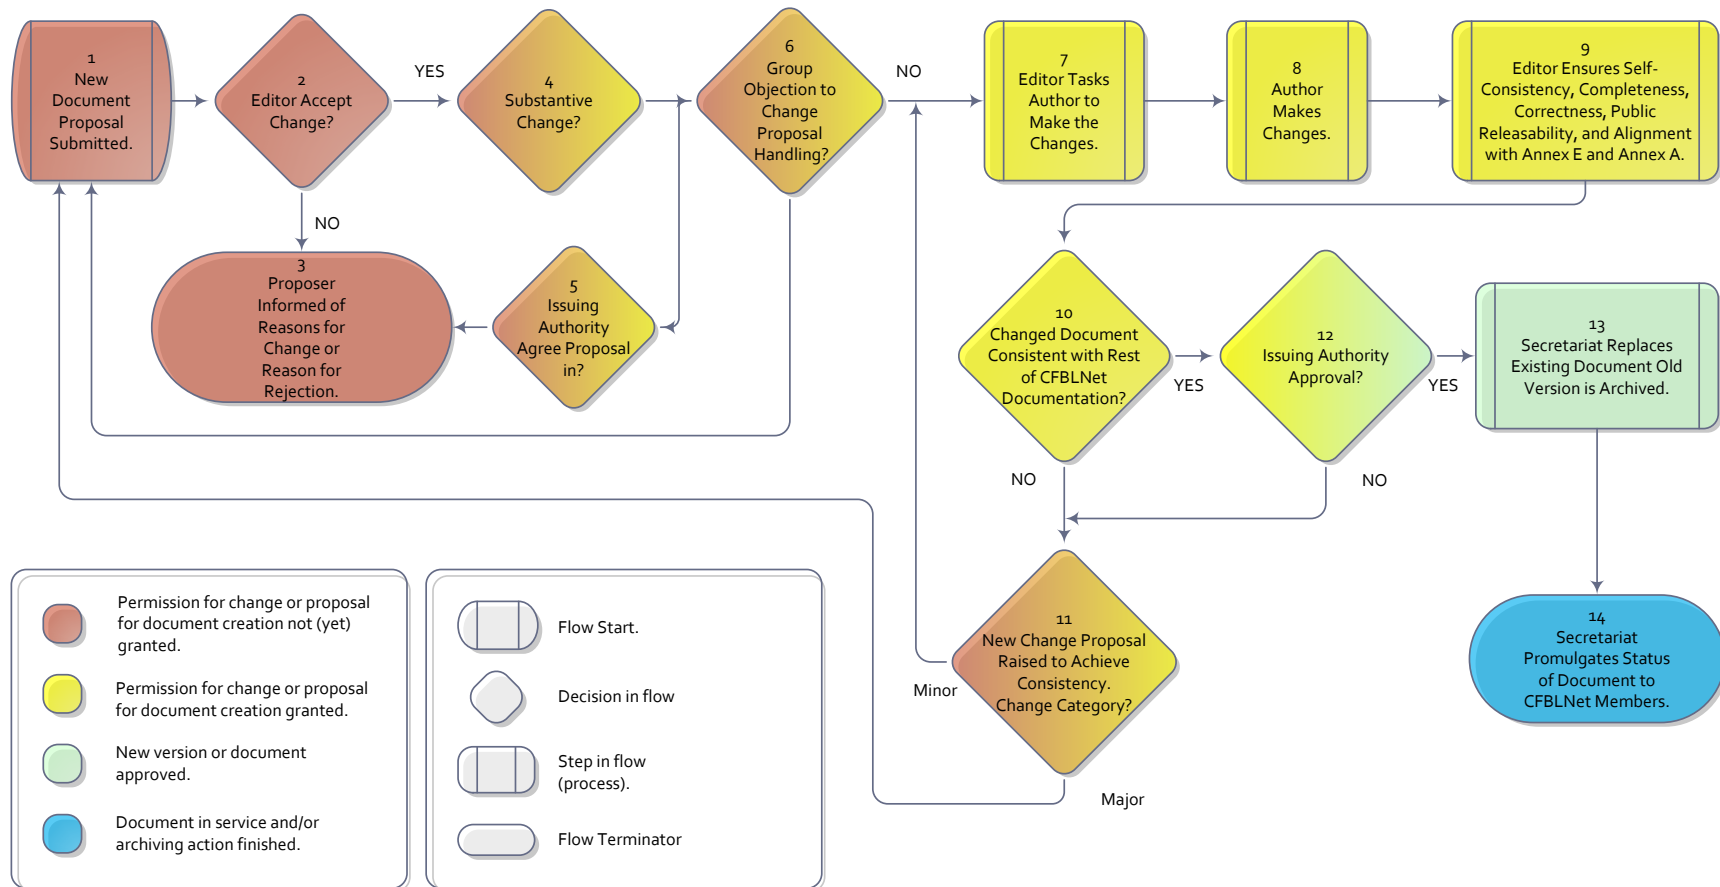 1
New
Document
Proposal
Submitted.
2
Editor Accept
Change?
YES
NO
3
Proposer
Informed of
Reasons for
Change or
Reason for
Rejection.
4
Substantive
Change?
5
Issuing
Authority
Agree Proposal
in?
6
Group
Objection to
Change
Proposal
Handling?
NO
7
Editor Tasks
Author to
Make the
Changes.
8
Author
Makes
Changes.
9
Editor Ensures Self-
Consistency, Completeness,
Correctness, Public
Releasability, and Alignment
with Annex E and Annex A.
10
Changed Document
Consistent with Rest
of CFBLNet
Documentation?
YES
NO
12
Issuing Authority
Approval?
YES
NO
13
Secretariat Replaces
Existing Document Old
Version is Archived.
11
New Change Proposal
Raised to Achieve
Consistency.
Change Category?
Minor
Major
14
Secretariat
Promulgates Status
of Document to
CFBLNet Members.
Permission for change or proposal
for document creation not (yet)
granted.
Permission for change or proposal
for document creation granted.
New version or document
approved.
Document in service and/or
archiving action finished.
Flow Start.
Decision in flow
Step in flow
(process).
Flow Terminator